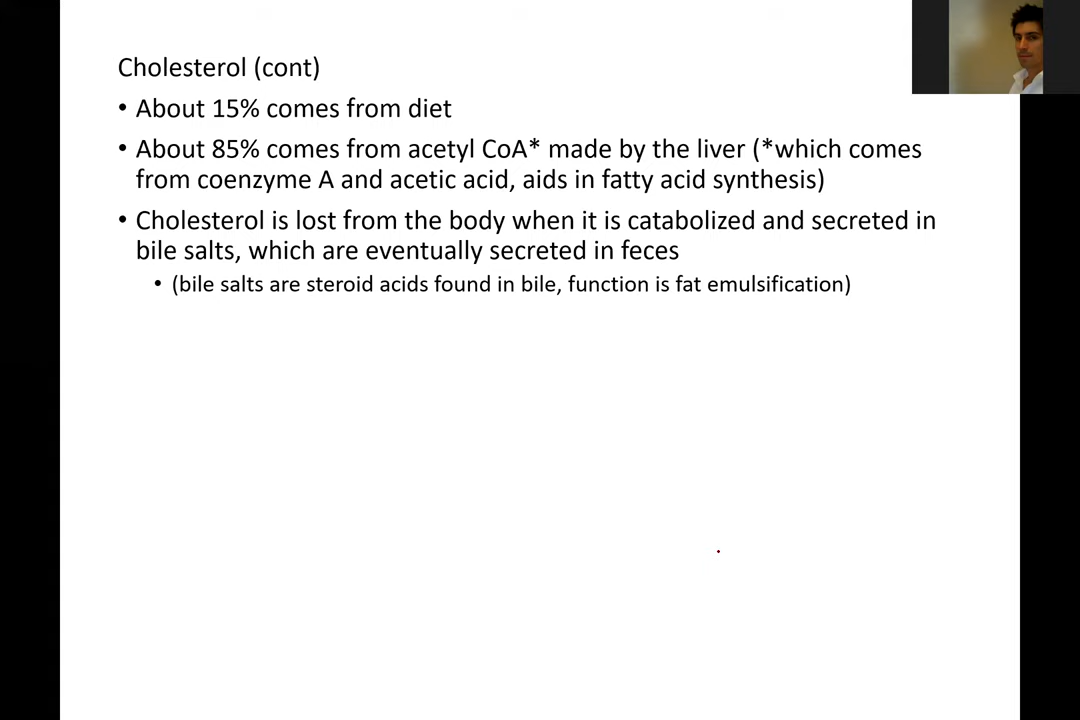 Cholesterol (cont)
• About 15% comes from diet
• About 85% comes from acetyl CoA* made by the liver (*which comes
from coenzyme A and acetic acid, aids in fatty acid synthesis)
• Cholesterol is lost from the body when it is catabolized and secreted in
bile salts, which are eventually secreted in feces
• (bile salts are steroid acids found in bile, function is fat emulsification)